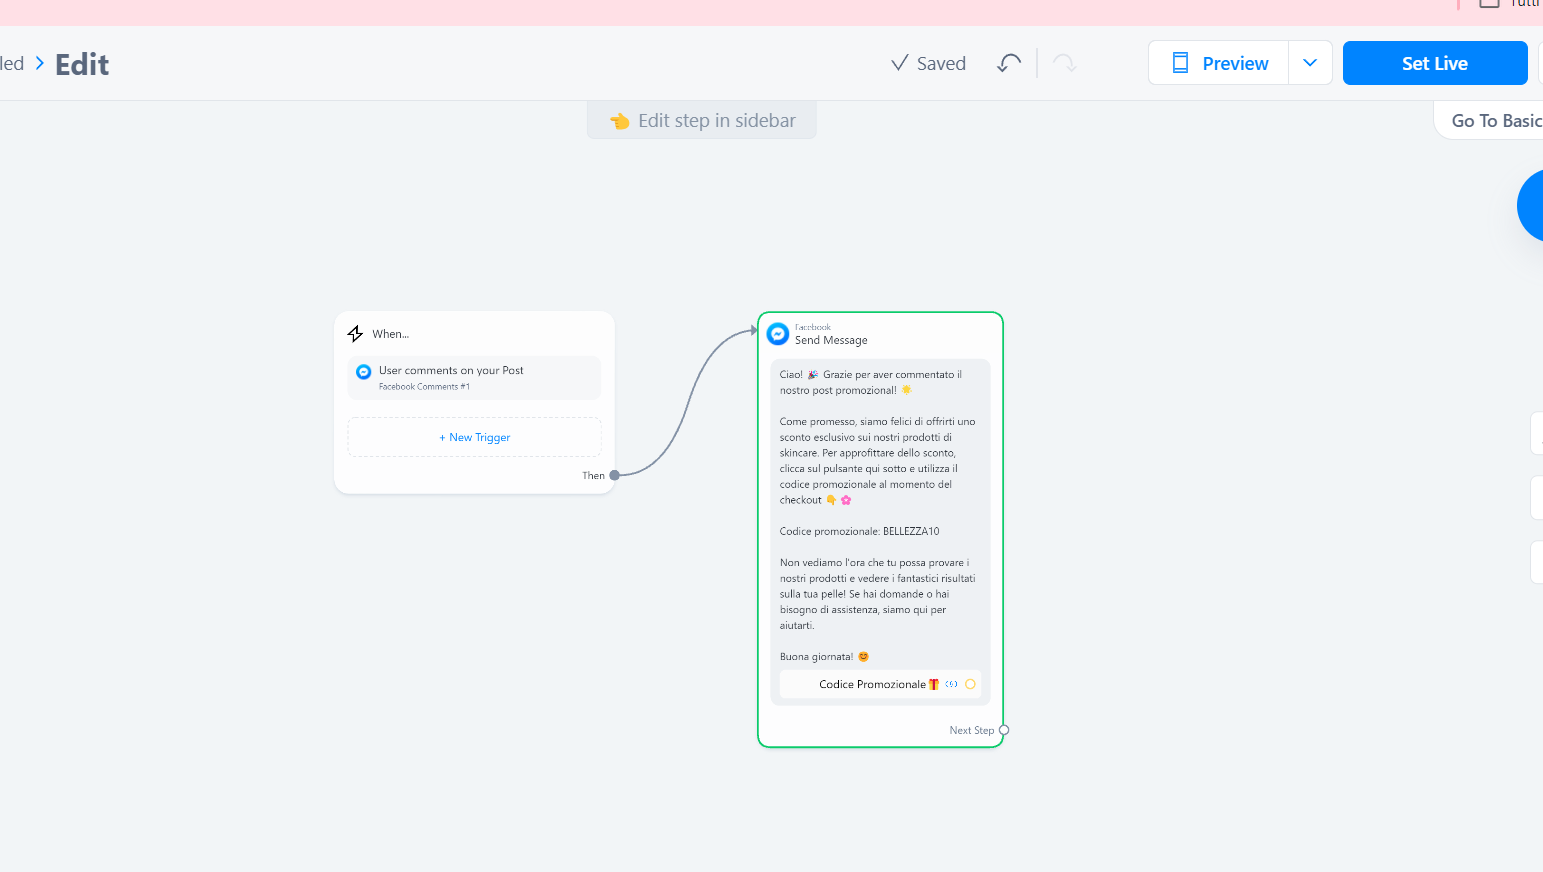 led > Edit
Saved
Preview
Set Live
👈 Edit step in sidebar
Go To Basic
When...
User comments on your Post
Facebook Comments #1
+ New Trigger
Then
Facebook
Send Message
Ciao! 🎉 Grazie per aver commentato il
nostro post promozional! ☀️
Come promesso, siamo felici di offrirti uno
sconto esclusivo sui nostri prodotti di
skincare. Per approfittare dello sconto,
clicca sul pulsante qui sotto e utilizza il
codice promozionale al momento del
checkout 👇 🌸
Codice promozionale: BELLEZZA10
Non vediamo l'ora che tu possa provare i
nostri prodotti e vedere i fantastici risultati
sulla tua pelle! Se hai domande o hai
bisogno di assistenza, siamo qui per
aiutarti.
Buona giornata! 😊
Codice Promozionale🎁
Next Step